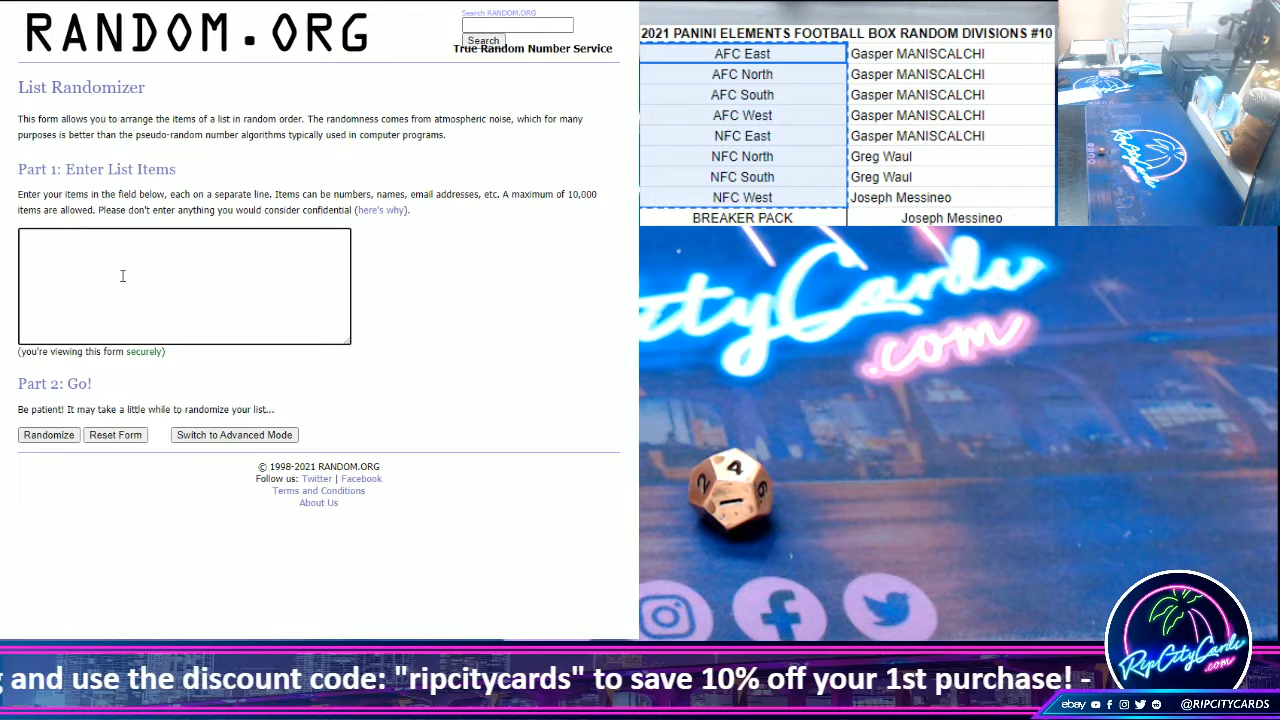 RANDOM.ORG
Search RANDOM.ORG
Search
True Random Number Service
List Randomizer
This form allows you to arrange the items of a list in random order. The randomness comes from atmospheric noise, which for many
purposes is better than the pseudo-random number algorithms typically used in computer programs.
Part 1: Enter List Items
Enter your items in the field below, each on a separate line. Items can be numbers, names, email addresses, etc. A maximum of 10,000
items are allowed. Please don't enter anything you would consider confidential (here's why).
(you're viewing this form securely)
Part 2: Go!
Be patient! It may take a little while to randomize your list...
Randomize Reset Form Switch to Advanced Mode
© 1998-2021 RANDOM.ORG
Follow us: Twitter | Facebook
Terms and Conditions
About Us
2021 PANINI ELEMENTS FOOTBALL BOX RANDOM DIVISIONS #10
AFC East Gasper MANISCALCHI
AFC North Gasper MANISCALCHI
AFC South Gasper MANISCALCHI
AFC West Gasper MANISCALCHI
NFC East Gasper MANISCALCHI
NFC North Greg Waul
NFC South Greg Waul
NFC West Joseph Messineo
BREAKER PACK Joseph Messineo
ityCards
.com
2 4 6
g and use the discount code: "ripcitycards" to save 10% off your 1st purchase! -
RipCityCards
.com
ebay @RIPCITYCARDS